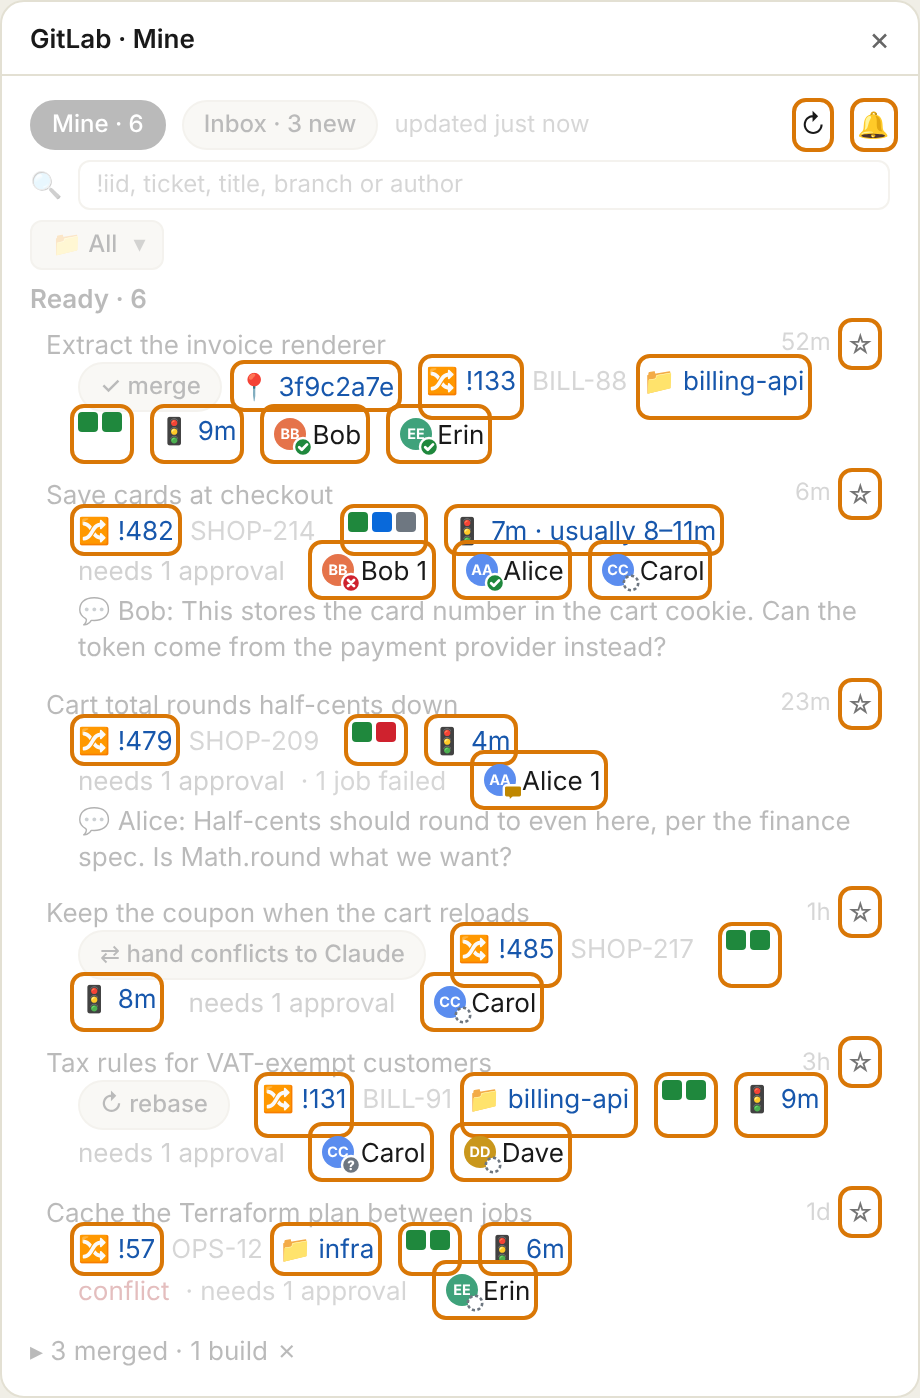 GitLab · Mine ×
Mine · 6 Inbox · 3 new updated just now ↻ 🔔
🔍 !iid, ticket, title, branch or author
📁 All ▾
Ready · 6
Extract the invoice renderer 52m ☆
✓ merge 📍 3f9c2a7e 🔀 !133 BILL-88 📁 billing-api
🚦 9m BB Bob EE Erin
Save cards at checkout 6m ☆
🔀 !482 SHOP-214 🚦 7m · usually 8–11m
needs 1 approval BB Bob 1 AA Alice CC Carol
💬 Bob: This stores the card number in the cart cookie. Can the
token come from the payment provider instead?
Cart total rounds half-cents down 23m ☆
🔀 !479 SHOP-209 🚦 4m
needs 1 approval · 1 job failed AA Alice 1
💬 Alice: Half-cents should round to even here, per the finance
spec. Is Math.round what we want?
Keep the coupon when the cart reloads 1h ☆
⇄ hand conflicts to Claude 🔀 !485 SHOP-217
🚦 8m needs 1 approval CC Carol
Tax rules for VAT-exempt customers 3h ☆
↻ rebase 🔀 !131 BILL-91 📁 billing-api 🚦 9m
needs 1 approval CC Carol ? DD Dave
Cache the Terraform plan between jobs 1d ☆
🔀 !57 OPS-12 📁 infra 🚦 6m
conflict · needs 1 approval EE Erin
▸ 3 merged · 1 build ×